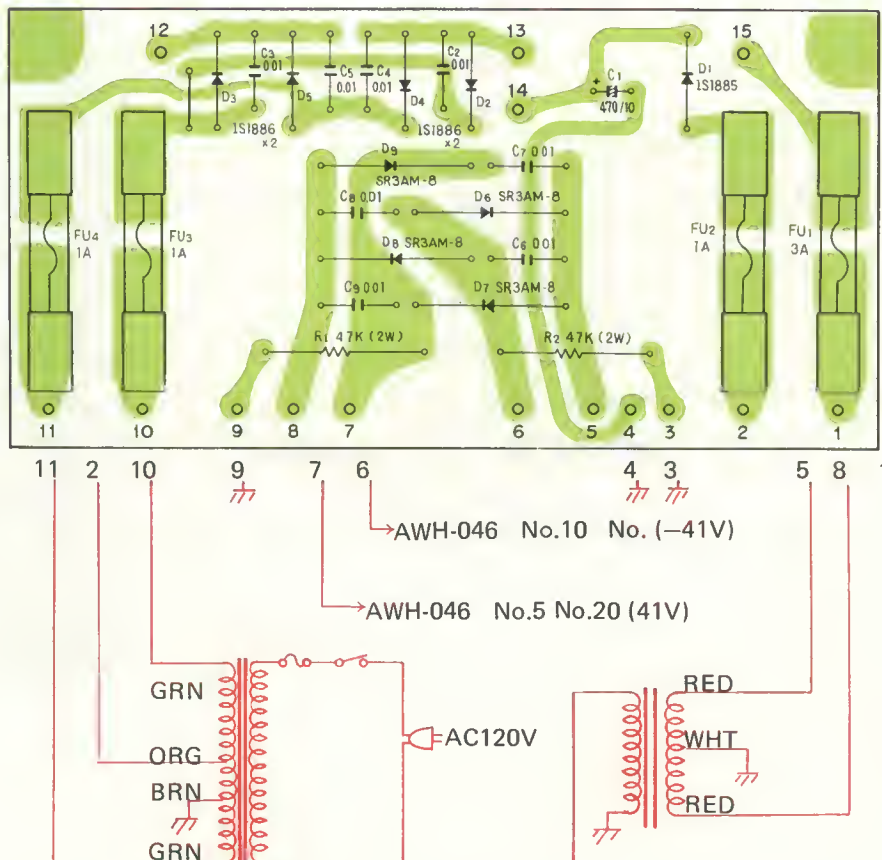 12 13 15
C3 0.01 C2 0.01
C5 0.01 C4 0.01
D3 D5 D4 D2
1S1886 ×2 1S1886 ×2
14
+ C1 470/10
D1 1S1885
D9 SR3AM-8
C7 0.01
C8 0.01
D6 SR3AM-8
D8 SR3AM-8
C6 0.01
C9 0.01
D7 SR3AM-8
FU4 1A
FU3 1A
FU2 1A
FU1 3A
R1 47K (2W)
R2 47K (2W)
11 10 9 8 7 6 5 4 3 2 1
11 2 10 9 7 6 4 3 5 8
AWH-046 No.10 No. (–41V)
AWH-046 No.5 No.20 (41V)
GRN
RED
ORG
AC120V
WHT
BRN
RED
GRN